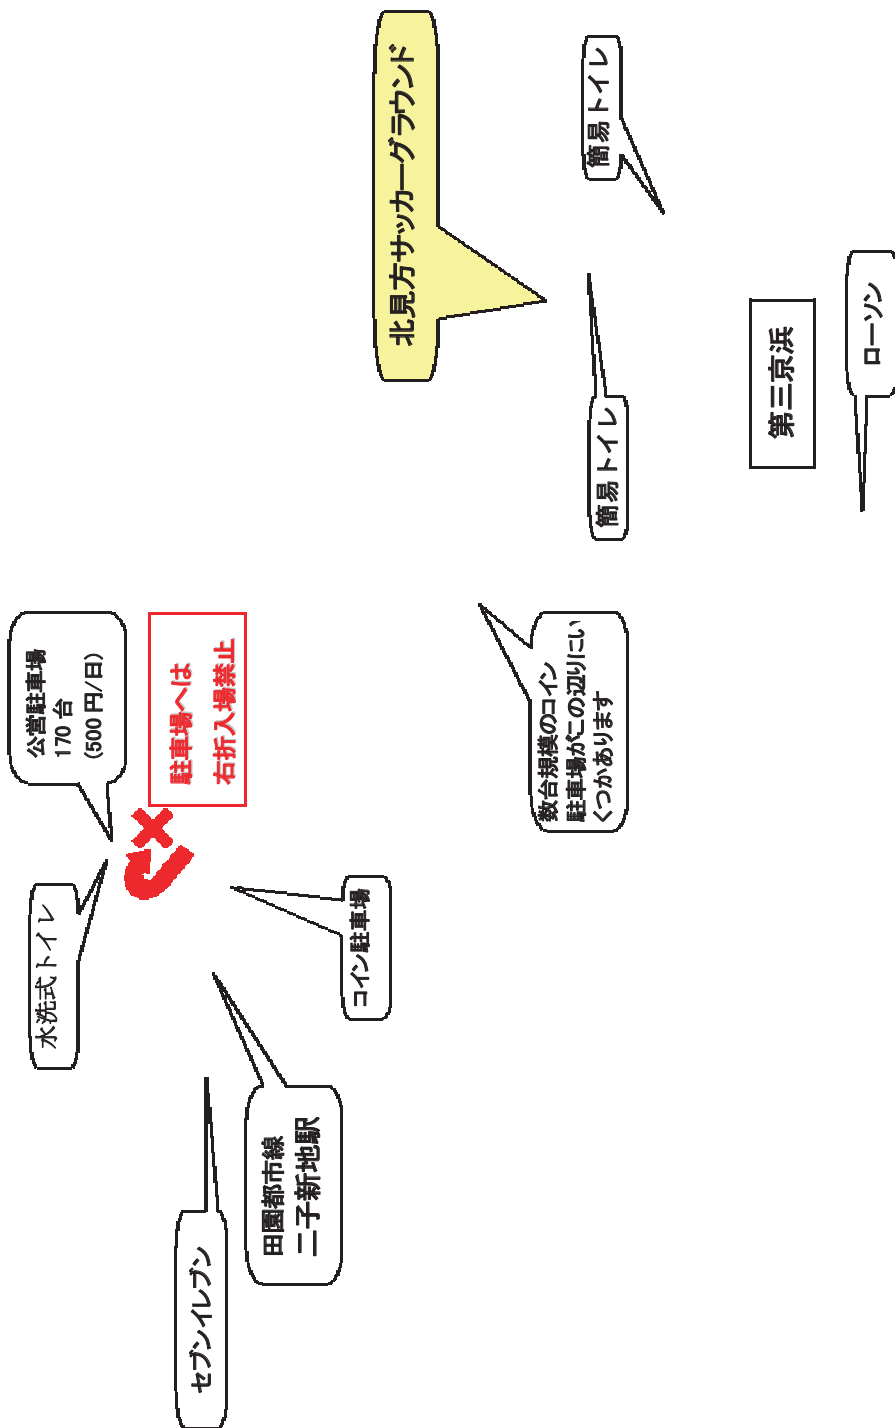 公営駐車場
170台
(500円/日)
水洗式トイレ
駐車場へは
右折入場禁止
セブンイレブン
田園都市線
二子新地駅
コイン駐車場
北見方サッカーグラウンド
数台規模のコイン
駐車場がこの辺りにい
くつかあります
簡易トイレ
簡易トイレ
第三京浜
ローソン